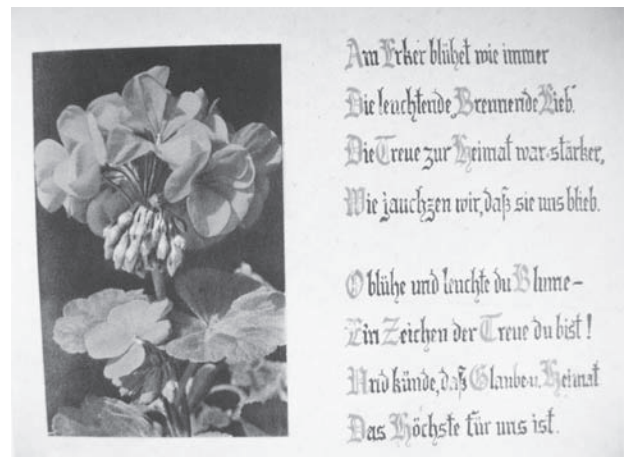 Am Erker blühet wie immer
Die leuchtende „Brennende Lieb“.
Die Treue zur Heimat war stärker,
Wie jauchzen wir, daß sie uns blieb.
O blühe und leuchte du Blume –
Ein Zeichen der Treue du bist!
Und künde, daß Glaube u. Heimat
Das Höchste für uns ist.